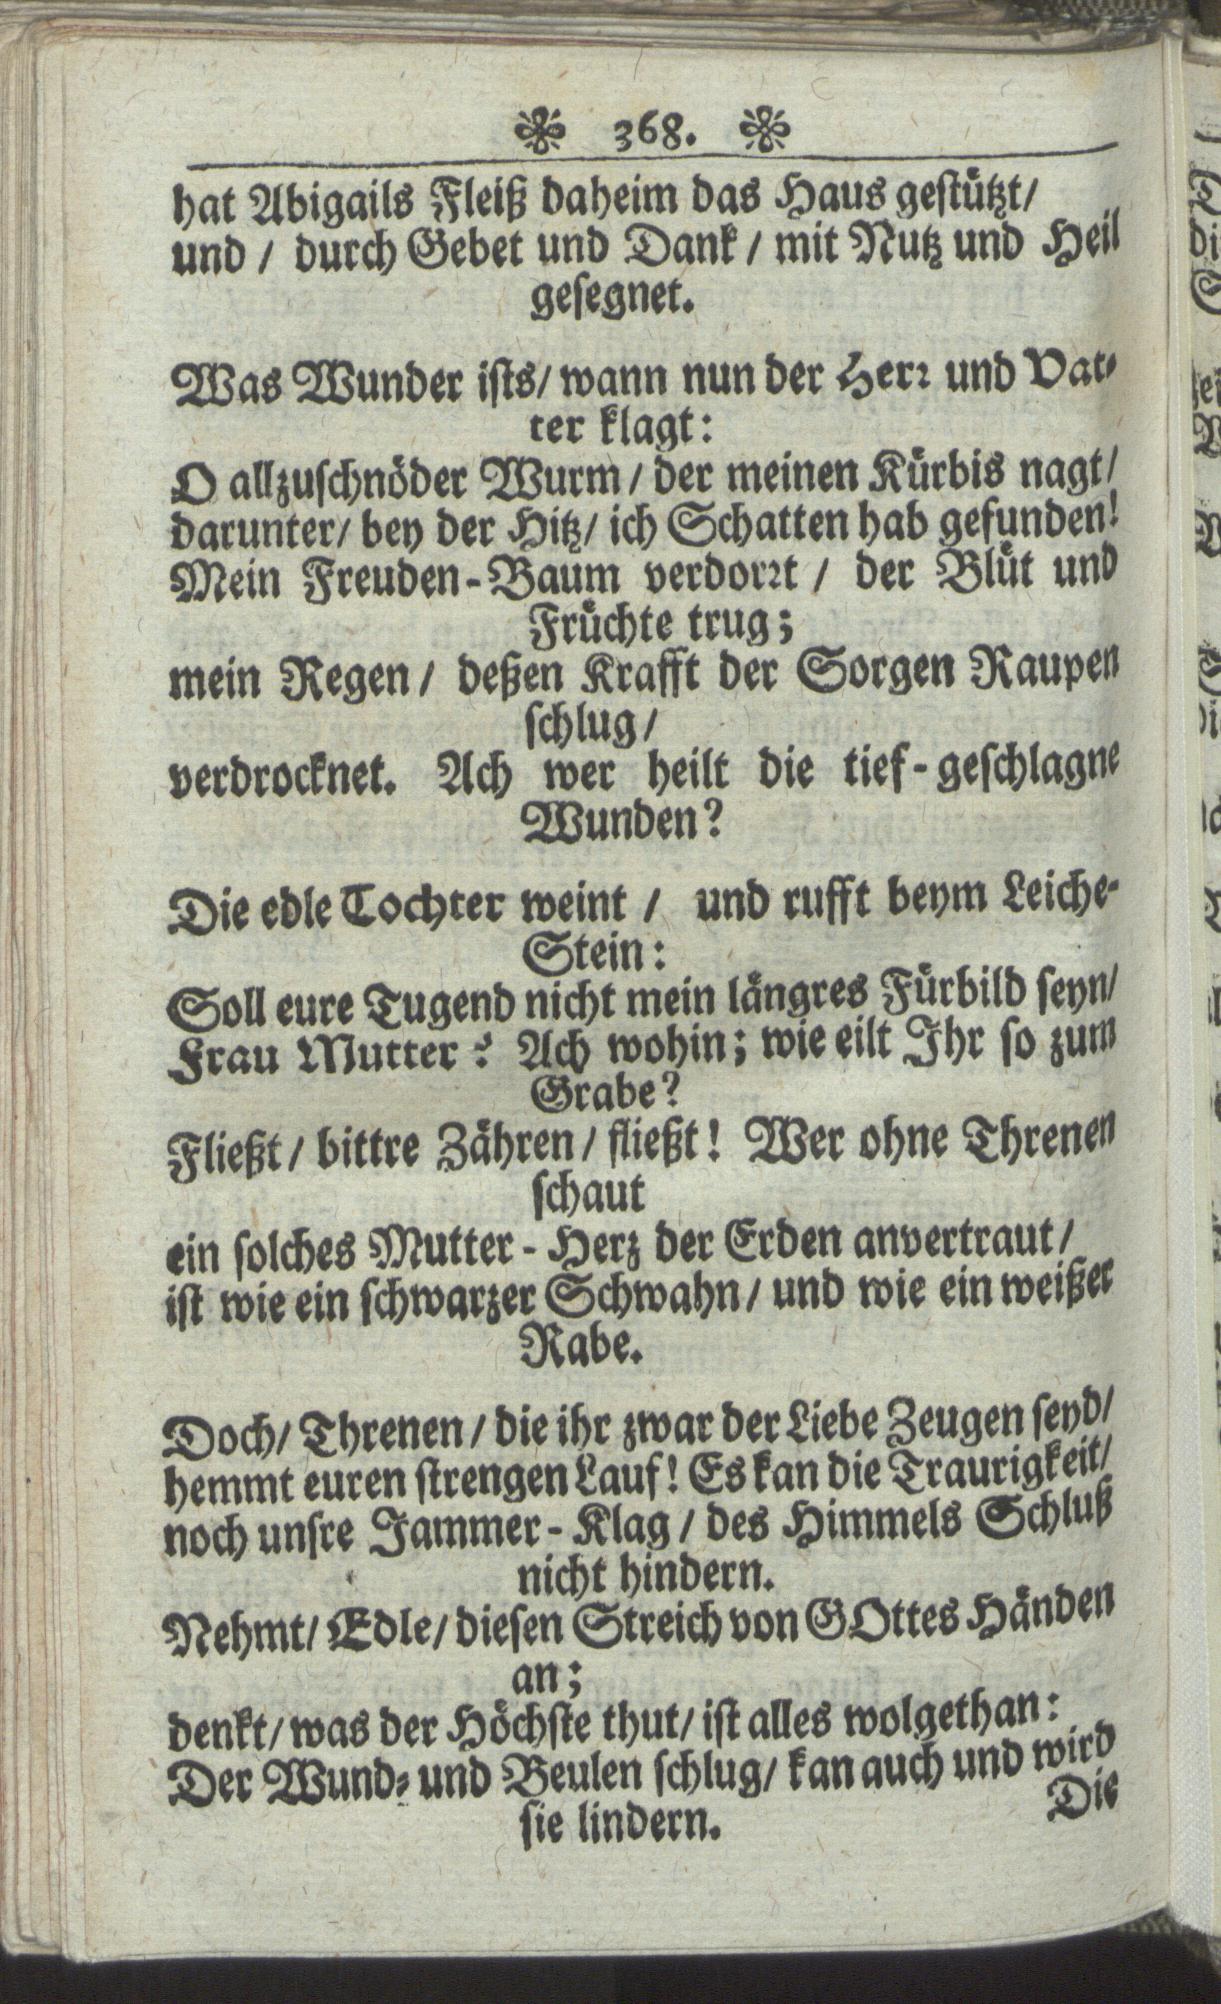 368.
hat Abigails Fleiß daheim das Haus gestützt/
und / durch Gebet und Dank / mit Nutz und Heil
gesegnet.
Was Wunder ists/ wann nun der Herr und Vat-
ter klagt:
O allzuschnöder Wurm / der meinen Kürbis nagt/
darunter/ bey der Hitz/ ich Schatten hab gefunden!
Mein Freuden-Baum verdorrt / der Blüt und
Früchte trug;
mein Regen / deßen Krafft der Sorgen Raupen
schlug/
verdrocknet. Ach wer heilt die tief-geschlagne
Wunden?
Die edle Tochter weint / und rufft beym Leiche-
Stein:
Soll eure Tugend nicht mein längres Fürbild seyn/
Frau Mutter? Ach wohin; wie eilt Ihr so zum
Grabe?
Fließt/ bittre Zähren/ fließt! Wer ohne Threnen
schaut
ein solches Mutter-Herz der Erden anvertraut/
ist wie ein schwarzer Schwahn/ und wie ein weißer
Rabe.
Doch/ Threnen/ die ihr zwar der Liebe Zeugen seyd/
hemmt euren strengen Lauf! Es kan die Traurigkeit/
noch unsre Jammer-Klag/ des Himmels Schluß
nicht hindern.
Nehmt/ Edle/ diesen Streich von GOttes Händen
an;
denkt/ was der Höchste thut/ ist alles wolgethan:
Der Wund- und Beulen schlug/ kan auch und wird
sie lindern.
Die